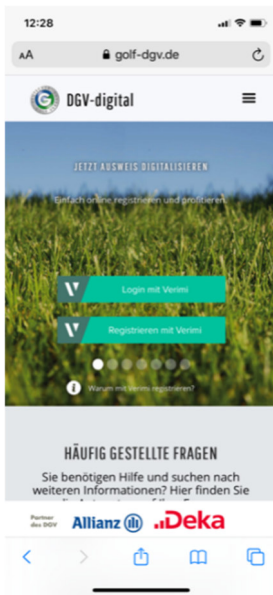 12:28
AA golf-dgv.de
DGV-digital
JETZT AUSWEIS DIGITALISIEREN
Einfach online registrieren und profitieren.
Login mit Verimi
Registrieren mit Verimi
Warum mit Verimi registrieren?
HÄUFIG GESTELLTE FRAGEN
Sie benötigen Hilfe und suchen nach
weiteren Informationen? Hier finden Sie
Partner
des DGV
Allianz
Deka